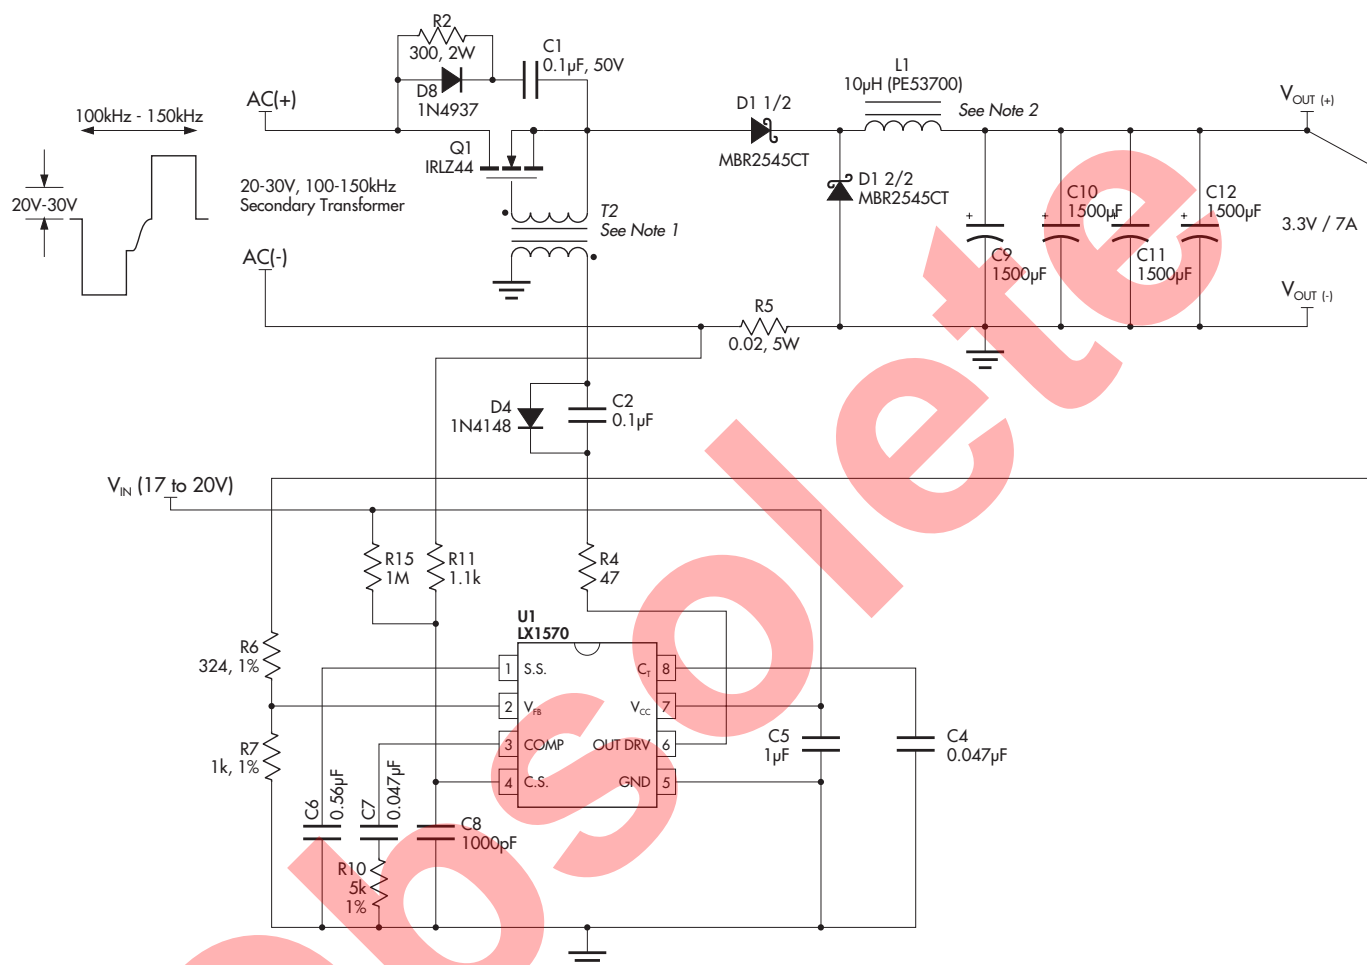 R2
300, 2W
C1
0.1µF, 50V
D8
1N4937
L1
10µH (PE53700)
See Note 2
D1 1/2
MBR2545CT
V OUT (+)
AC(+)
100kHz - 150kHz
Q1
IRLZ44
D1 2/2
MBR2545CT
20V-30V
20-30V, 100-150kHz
Secondary Transformer
T2
See Note 1
+
C9
1500µF
+
C10
1500µF
+
C11
1500µF
+
C12
1500µF
3.3V / 7A
AC(-)
V OUT (-)
R5
0.02, 5W
D4
1N4148
C2
0.1µF
V IN (17 to 20V)
R15
1M
R11
1.1k
R4
47
U1
LX1570
R6
324, 1%
1 S.S.
CT 8
2 VFB
VCC 7
3 COMP
OUT DRV 6
4 C.S.
GND 5
R7
1k, 1%
C6
0.56µF
C7
0.047µF
C8
1000pF
C5
1µF
C4
0.047µF
R10
5k
1%
obsolete